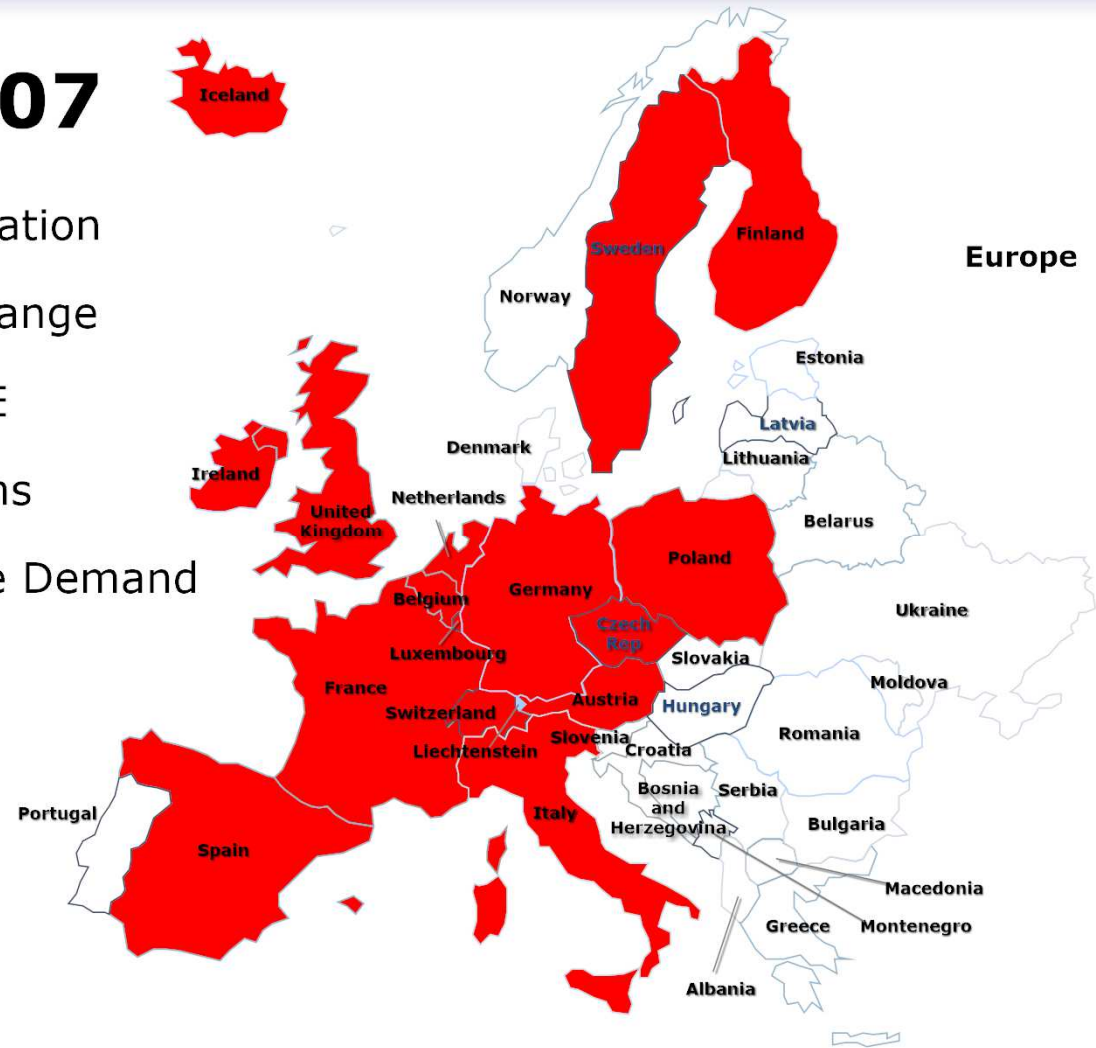 07
ation
ange
E
ns
e Demand
Iceland
Europe
Finland
Sweden
Norway
Estonia
Latvia
Lithuania
Denmark
Ireland
Netherlands
United
Kingdom
Belarus
Poland
Germany
Belgium
Ukraine
Czech
Rep
Luxembourg
Slovakia
Moldova
France
Austria
Hungary
Switzerland
Slovenia
Romania
Liechtenstein
Croatia
Bosnia
and
Herzegovina
Serbia
Portugal
Italy
Bulgaria
Spain
Macedonia
Greece
Montenegro
Albania